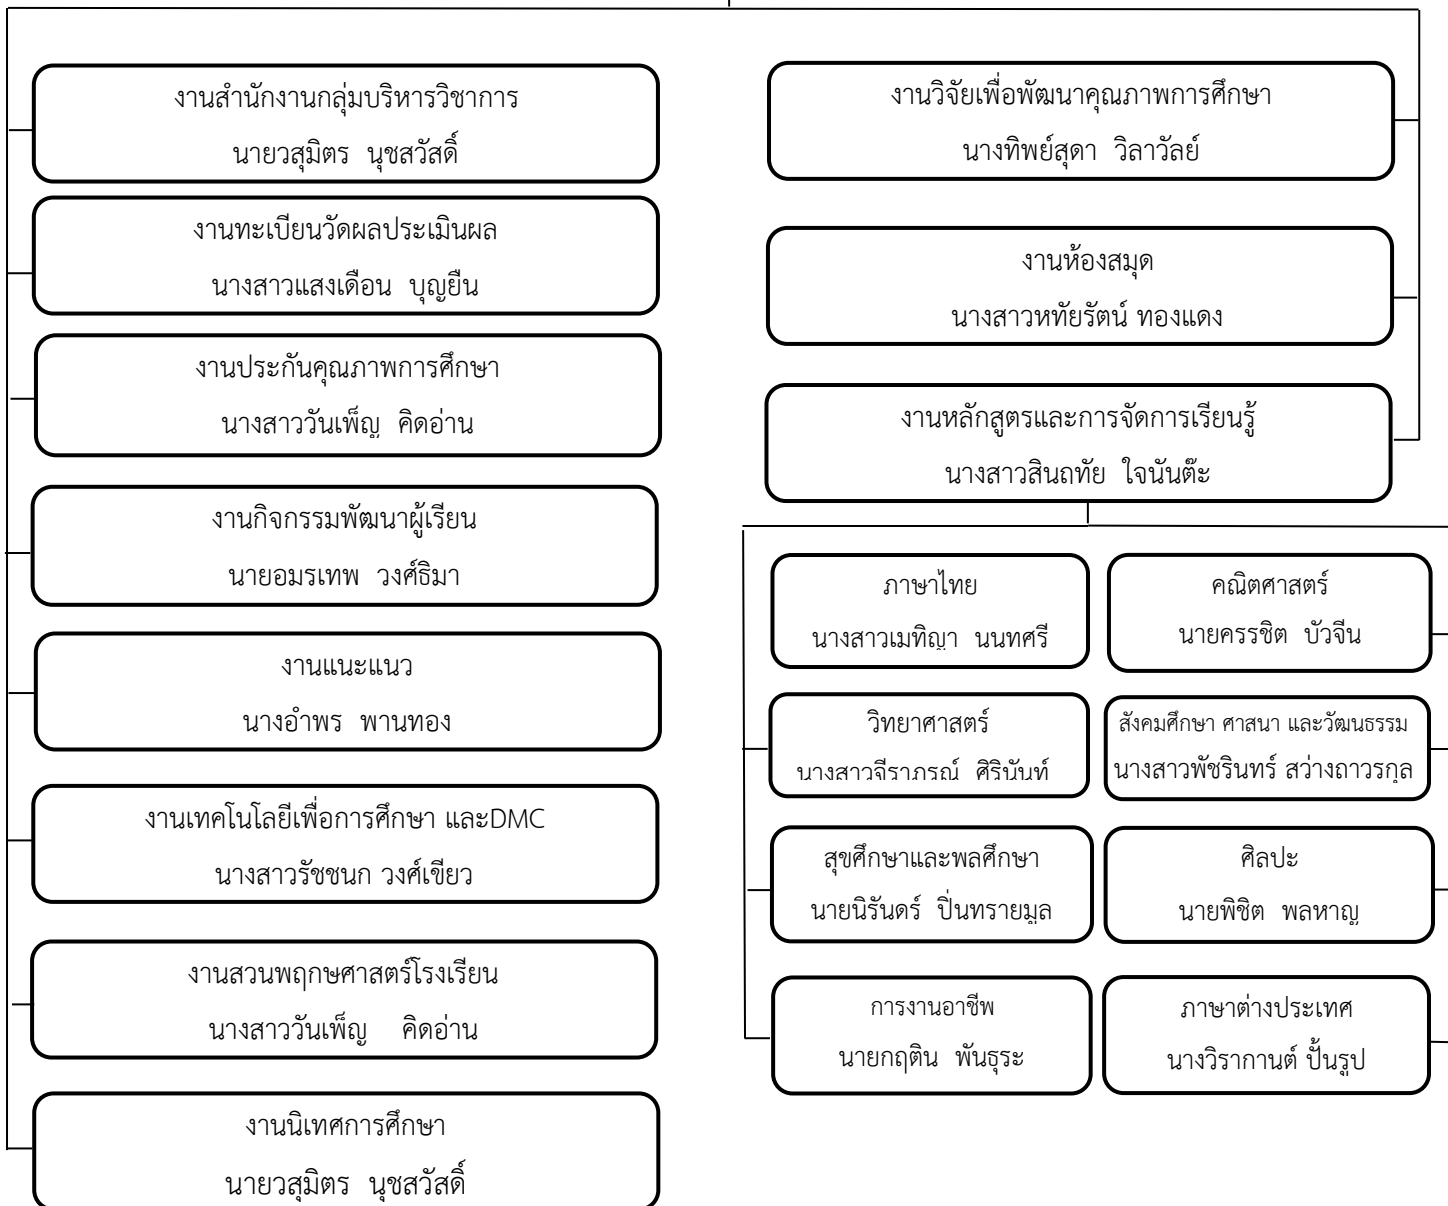 งานสำนักงานกลุ่มบริหารวิชาการ
นายวสุมิตร นุชสวัสดิ์
งานทะเบียนวัดผลประเมินผล
นางสาวแสงเดือน บุญยืน
งานประกันคุณภาพการศึกษา
นางสาววันเพ็ญ คิดอ่าน
งานกิจกรรมพัฒนาผู้เรียน
นายอมรเทพ วงศ์ธิมา
งานแนะแนว
นางอำพร พานทอง
งานเทคโนโลยีเพื่อการศึกษา และDMC
นางสาวรัชชนก วงศ์เขียว
งานสวนพฤกษศาสตร์โรงเรียน
นางสาววันเพ็ญ คิดอ่าน
งานนิเทศการศึกษา
นายวสุมิตร นุชสวัสดิ์
งานวิจัยเพื่อพัฒนาคุณภาพการศึกษา
นางทิพย์สุดา วิลาวัลย์
งานห้องสมุด
นางสาวหทัยรัตน์ ทองแดง
งานหลักสูตรและการจัดการเรียนรู้
นางสาวสินถทัย ใจนันต๊ะ
ภาษาไทย
นางสาวเมทิญา นนทศรี
คณิตศาสตร์
นายครรชิต บัวจีน
วิทยาศาสตร์
นางสาวจีราภรณ์ ศิรินันท์
สังคมศึกษา ศาสนา และวัฒนธรรม
นางสาวพัชรินทร์ สว่างถาวรกุล
สุขศึกษาและพลศึกษา
นายนิรันดร์ ปิ่นทรายมูล
ศิลปะ
นายพิชิต พลหาญ
การงานอาชีพ
นายกฤติน พันธุระ
ภาษาต่างประเทศ
นางวิรากานต์ ปั้นรูป